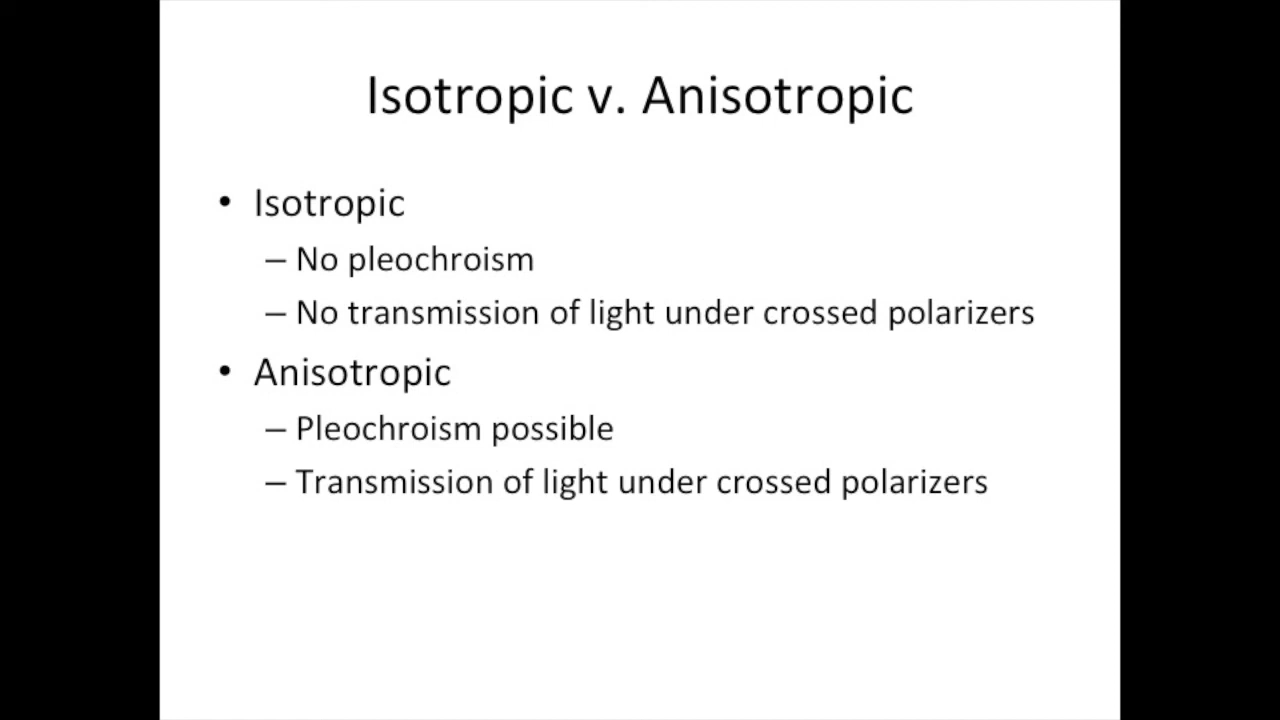 Isotropic v. Anisotropic
• Isotropic
– No pleochroism
– No transmission of light under crossed polarizers
• Anisotropic
– Pleochroism possible
– Transmission of light under crossed polarizers